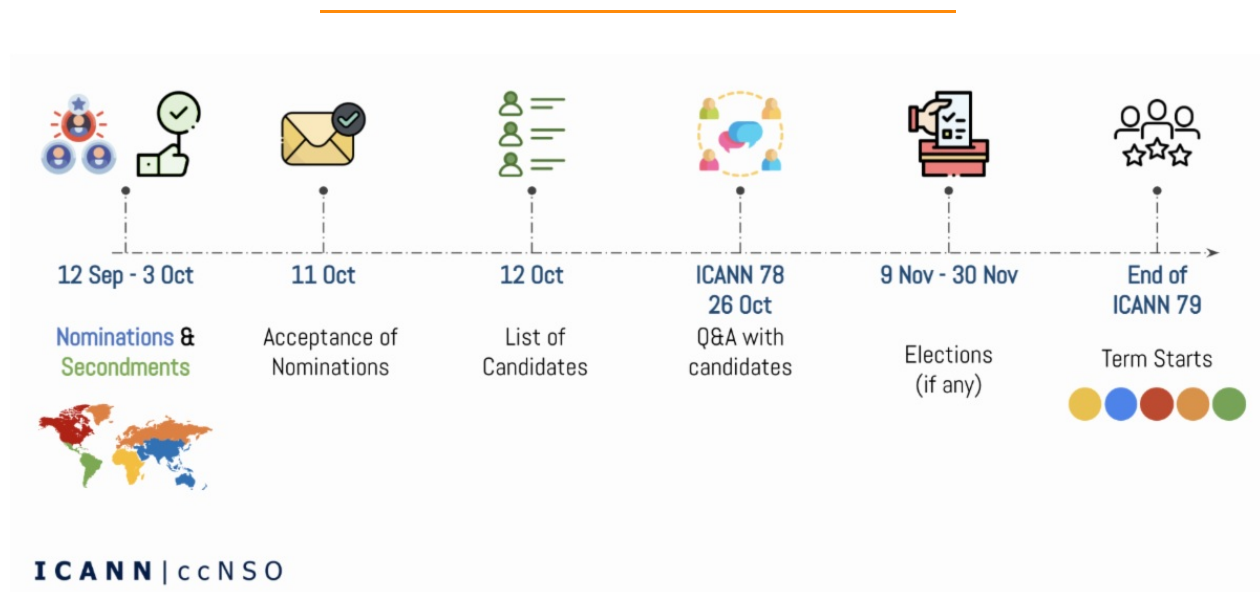 12 Sep - 3 Oct
Nominations &
Secondments
11 Oct
Acceptance of
Nominations
12 Oct
List of
Candidates
ICANN 78
26 Oct
Q&A with
candidates
9 Nov - 30 Nov
Elections
(if any)
End of
ICANN 79
Term Starts
ICANN|ccNSO